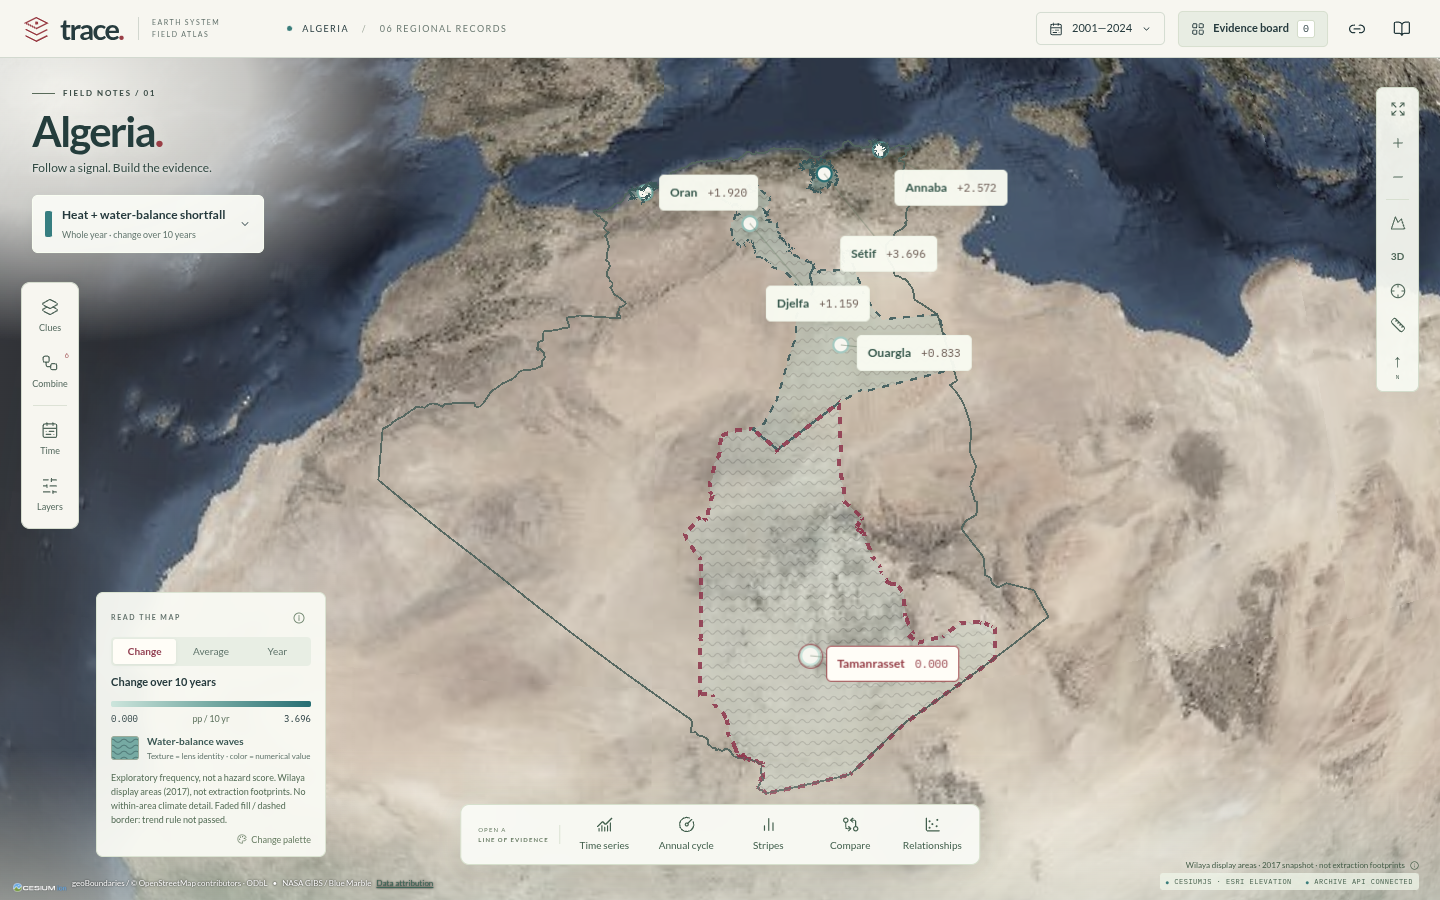 trace.
EARTH SYSTEM
FIELD ATLAS
ALGERIA / 06 REGIONAL RECORDS
2001—2024
Evidence board 0
FIELD NOTES / 01
Algeria.
Follow a signal. Build the evidence.
Heat + water-balance shortfall
Whole year · change over 10 years
Clues
Combine 6
Time
Layers
3D
N
Oran +1.920
Annaba +2.572
Sétif +3.696
Djelfa +1.159
Ouargla +0.833
Tamanrasset 0.000
READ THE MAP
Change Average Year
Change over 10 years
0.000 pp / 10 yr 3.696
Water-balance waves
Texture = lens identity · color = numerical value
Exploratory frequency, not a hazard score. Wilaya
display areas (2017), not extraction footprints. No
within-area climate detail. Faded fill / dashed
border: trend rule not passed.
Change palette
OPEN A
LINE OF EVIDENCE
Time series
Annual cycle
Stripes
Compare
Relationships
Wilaya display areas · 2017 snapshot · not extraction footprints
CESIUMJS · ESRI ELEVATION ARCHIVE API CONNECTED
CESIUM
geoBoundaries / © OpenStreetMap contributors · ODbL • NASA GIBS / Blue Marble Data attribution